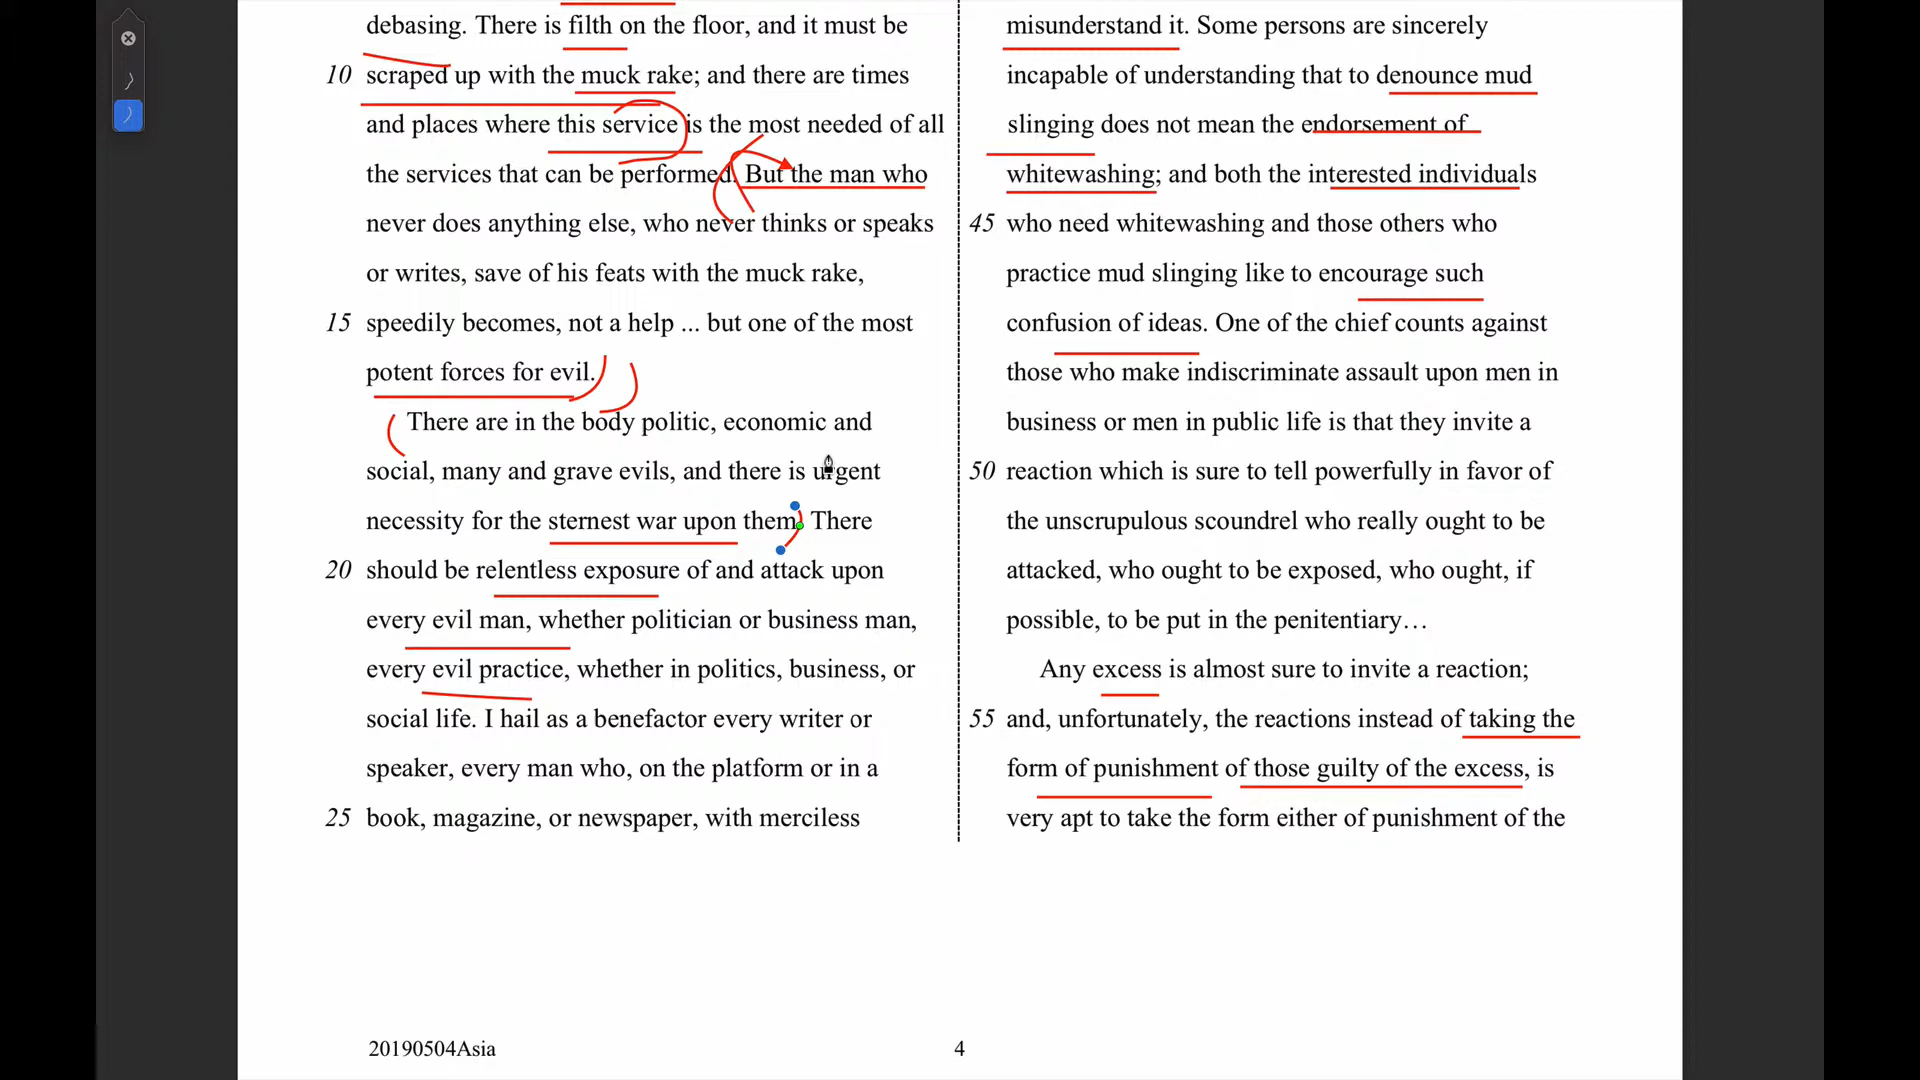 debasing. There is filth on the floor, and it must be
10 scraped up with the muck rake; and there are times
and places where this service is the most needed of all
the services that can be performed. But the man who
never does anything else, who never thinks or speaks
or writes, save of his feats with the muck rake,
15 speedily becomes, not a help ... but one of the most
potent forces for evil.
There are in the body politic, economic and
social, many and grave evils, and there is urgent
necessity for the sternest war upon them. There
20 should be relentless exposure of and attack upon
every evil man, whether politician or business man,
every evil practice, whether in politics, business, or
social life. I hail as a benefactor every writer or
speaker, every man who, on the platform or in a
25 book, magazine, or newspaper, with merciless
misunderstand it. Some persons are sincerely
incapable of understanding that to denounce mud
slinging does not mean the endorsement of
whitewashing; and both the interested individuals
45 who need whitewashing and those others who
practice mud slinging like to encourage such
confusion of ideas. One of the chief counts against
those who make indiscriminate assault upon men in
business or men in public life is that they invite a
50 reaction which is sure to tell powerfully in favor of
the unscrupulous scoundrel who really ought to be
attacked, who ought to be exposed, who ought, if
possible, to be put in the penitentiary…
Any excess is almost sure to invite a reaction;
55 and, unfortunately, the reactions instead of taking the
form of punishment of those guilty of the excess, is
very apt to take the form either of punishment of the
20190504Asia
4